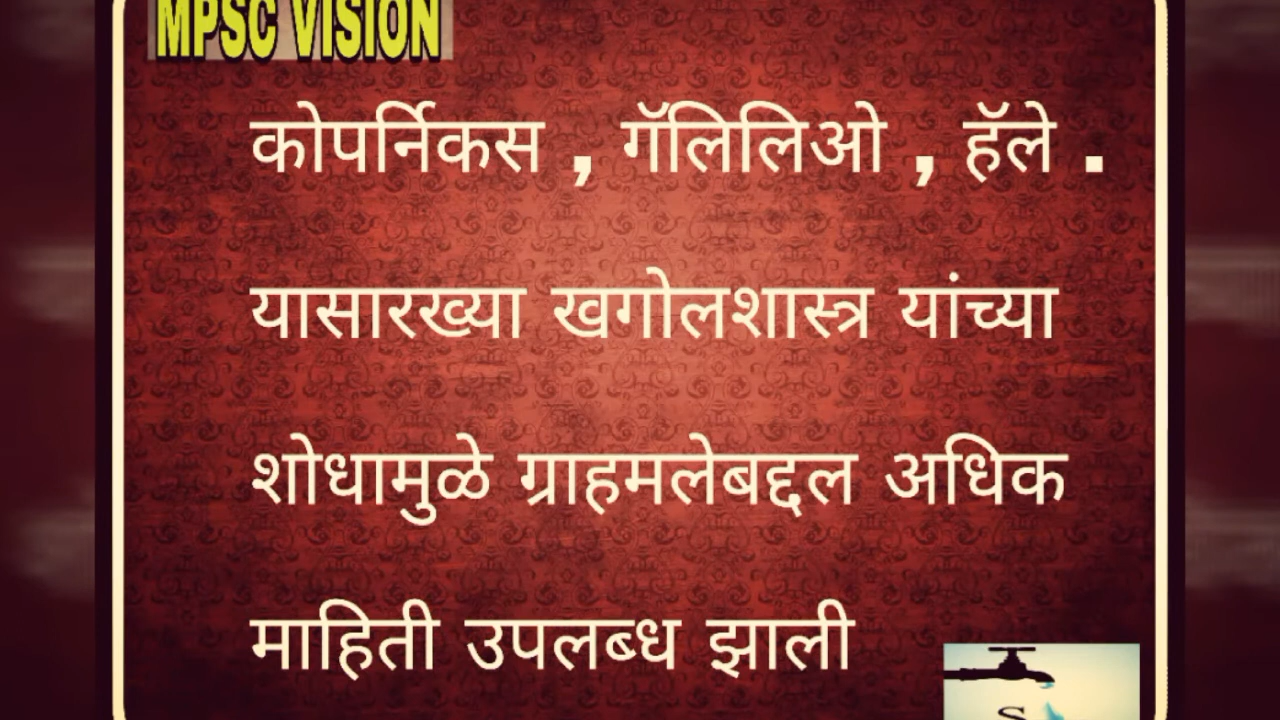 MPSC VISION
कोपर्निकस , गॅलिलिओ , हॅले .
यासारख्या खगोलशास्त्र यांच्या
शोधामुळे ग्राहमलेबद्दल अधिक
माहिती उपलब्ध झाली
S